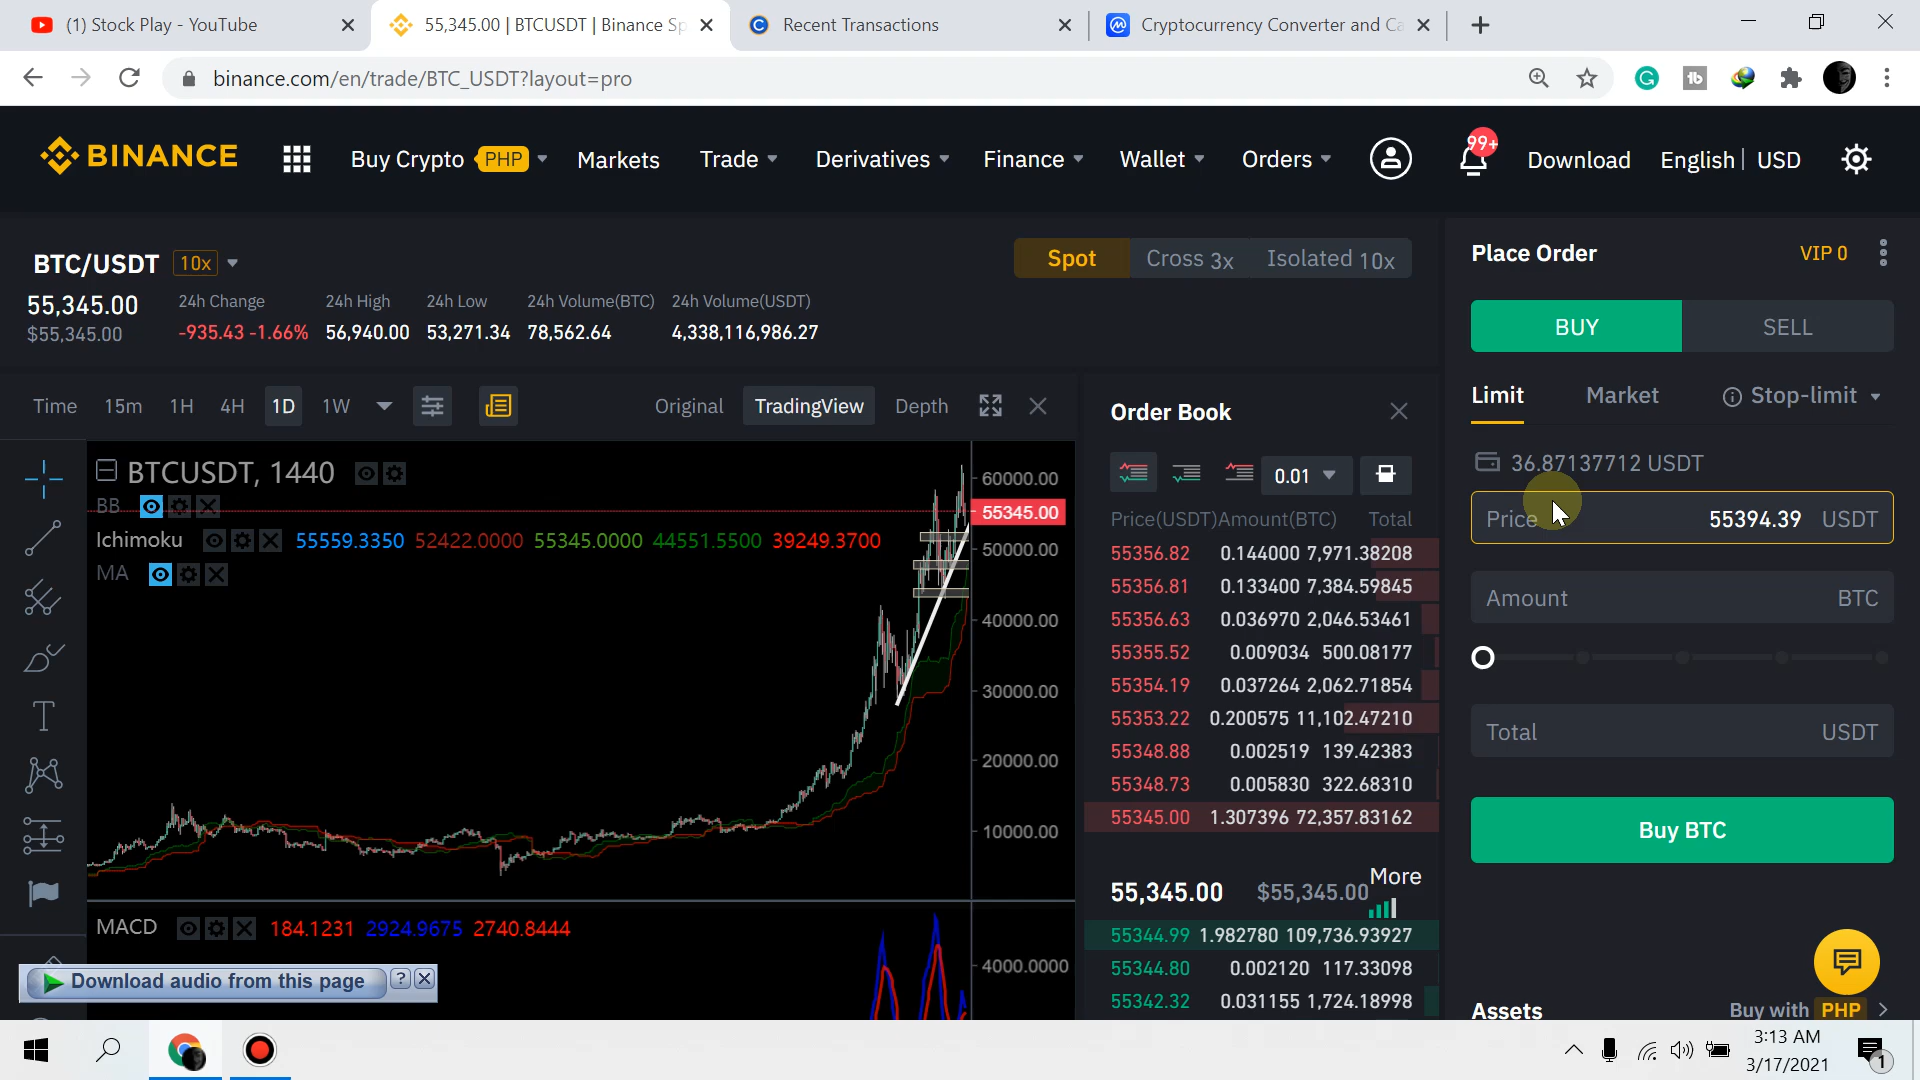 (1) Stock Play - YouTube
55,345.00 | BTCUSDT | Binance Sp
Recent Transactions
Cryptocurrency Converter and Ca
binance.com/en/trade/BTC_USDT?layout=pro
BINANCE
Buy Crypto PHP
Markets
Trade
Derivatives
Finance
Wallet
Orders
99+
Download
English | USD
BTC/USDT 10x
55,345.00
$55,345.00
24h Change
-935.43 -1.66%
24h High
56,940.00
24h Low
53,271.34
24h Volume(BTC)
78,562.64
24h Volume(USDT)
4,338,116,986.27
Spot
Cross 3x
Isolated 10x
Time 15m 1H 4H 1D 1W
Original TradingView Depth
BTCUSDT, 1440
BB
Ichimoku 55559.3350 52422.0000 55345.0000 44551.5500 39249.3700
MA
60000.00
55345.00
50000.00
40000.00
30000.00
20000.00
10000.00
MACD 184.1231 2924.9675 2740.8444
4000.0000
Download audio from this page ?
Order Book
0.01
Price(USDT) Amount(BTC) Total
55356.82 0.144000 7,971.38208
55356.81 0.133400 7,384.59845
55356.63 0.036970 2,046.53461
55355.52 0.009034 500.08177
55354.19 0.037264 2,062.71854
55353.22 0.200575 11,102.47210
55348.88 0.002519 139.42383
55348.73 0.005830 322.68310
55345.00 1.307396 72,357.83162
55,345.00 $55,345.00 More
55344.99 1.982780 109,736.93927
55344.80 0.002120 117.33098
55342.32 0.031155 1,724.18998
Place Order
VIP 0
BUY
SELL
Limit
Market
Stop-limit
36.87137712 USDT
Price 55394.39 USDT
Amount BTC
Total USDT
Buy BTC
Assets
Buy with PHP
3:13 AM
3/17/2021
1